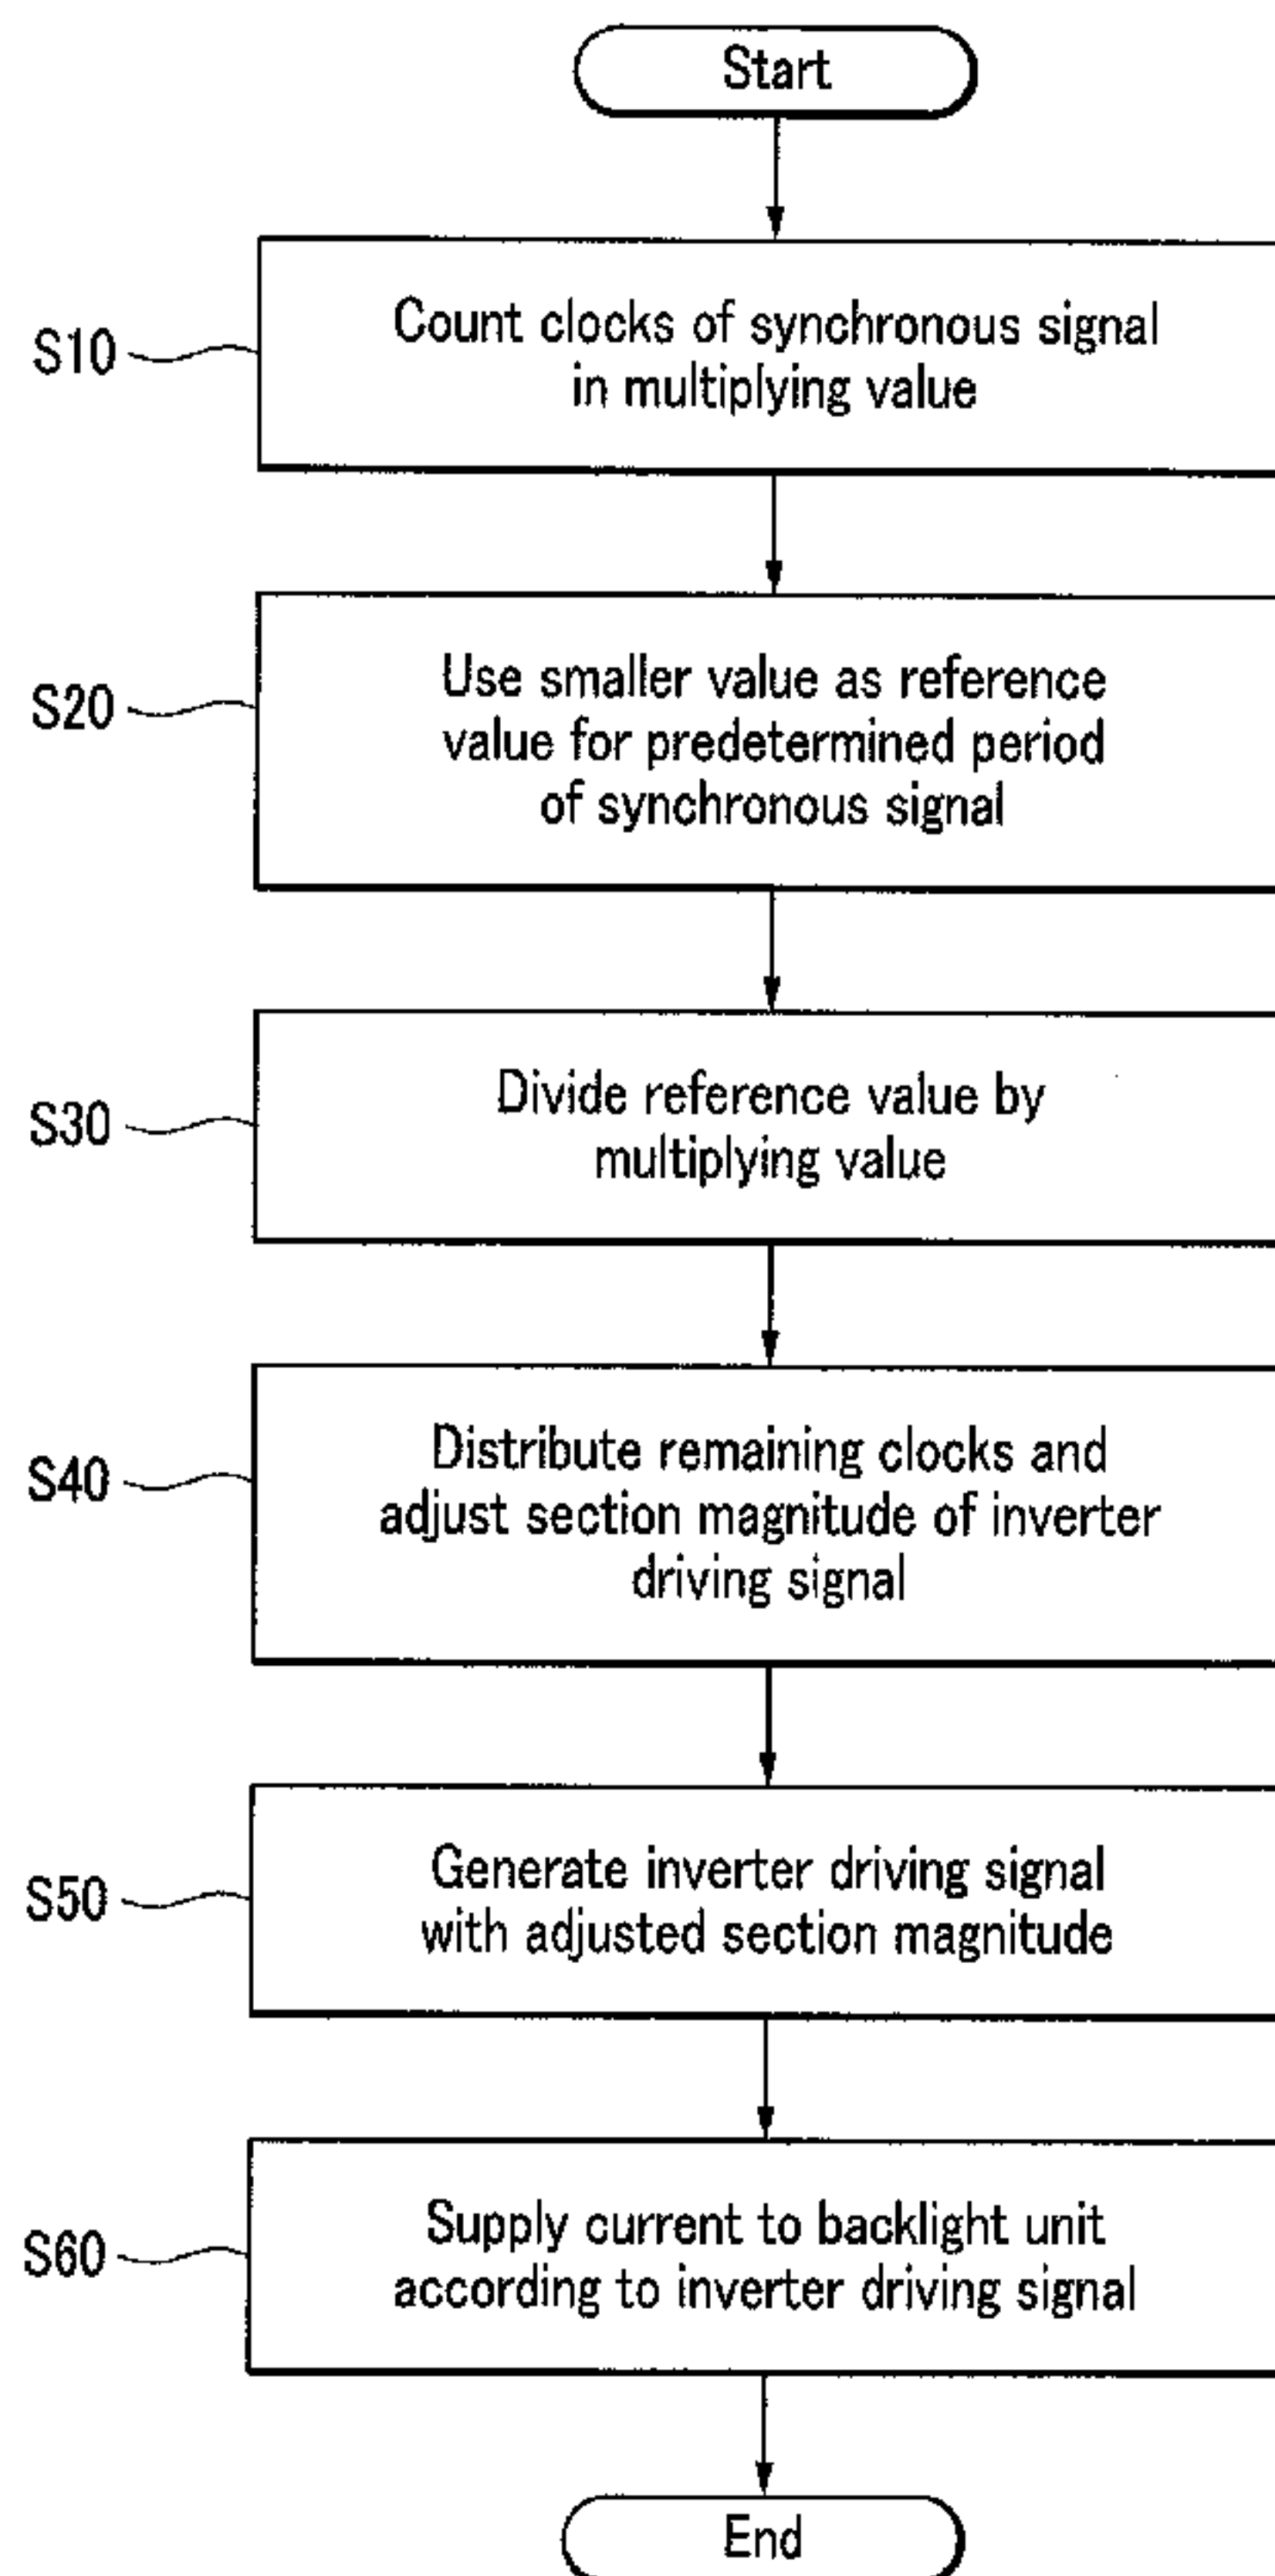 Start
S10
Count clocks of synchronous signal
in multiplying value
S20
Use smaller value as reference
value for predetermined period
of synchronous signal
S30
Divide reference value by
multiplying value
S40
Distribute remaining clocks and
adjust section magnitude of inverter
driving signal
S50
Generate inverter driving signal
with adjusted section magnitude
S60
Supply current to backlight unit
according to inverter driving signal
End